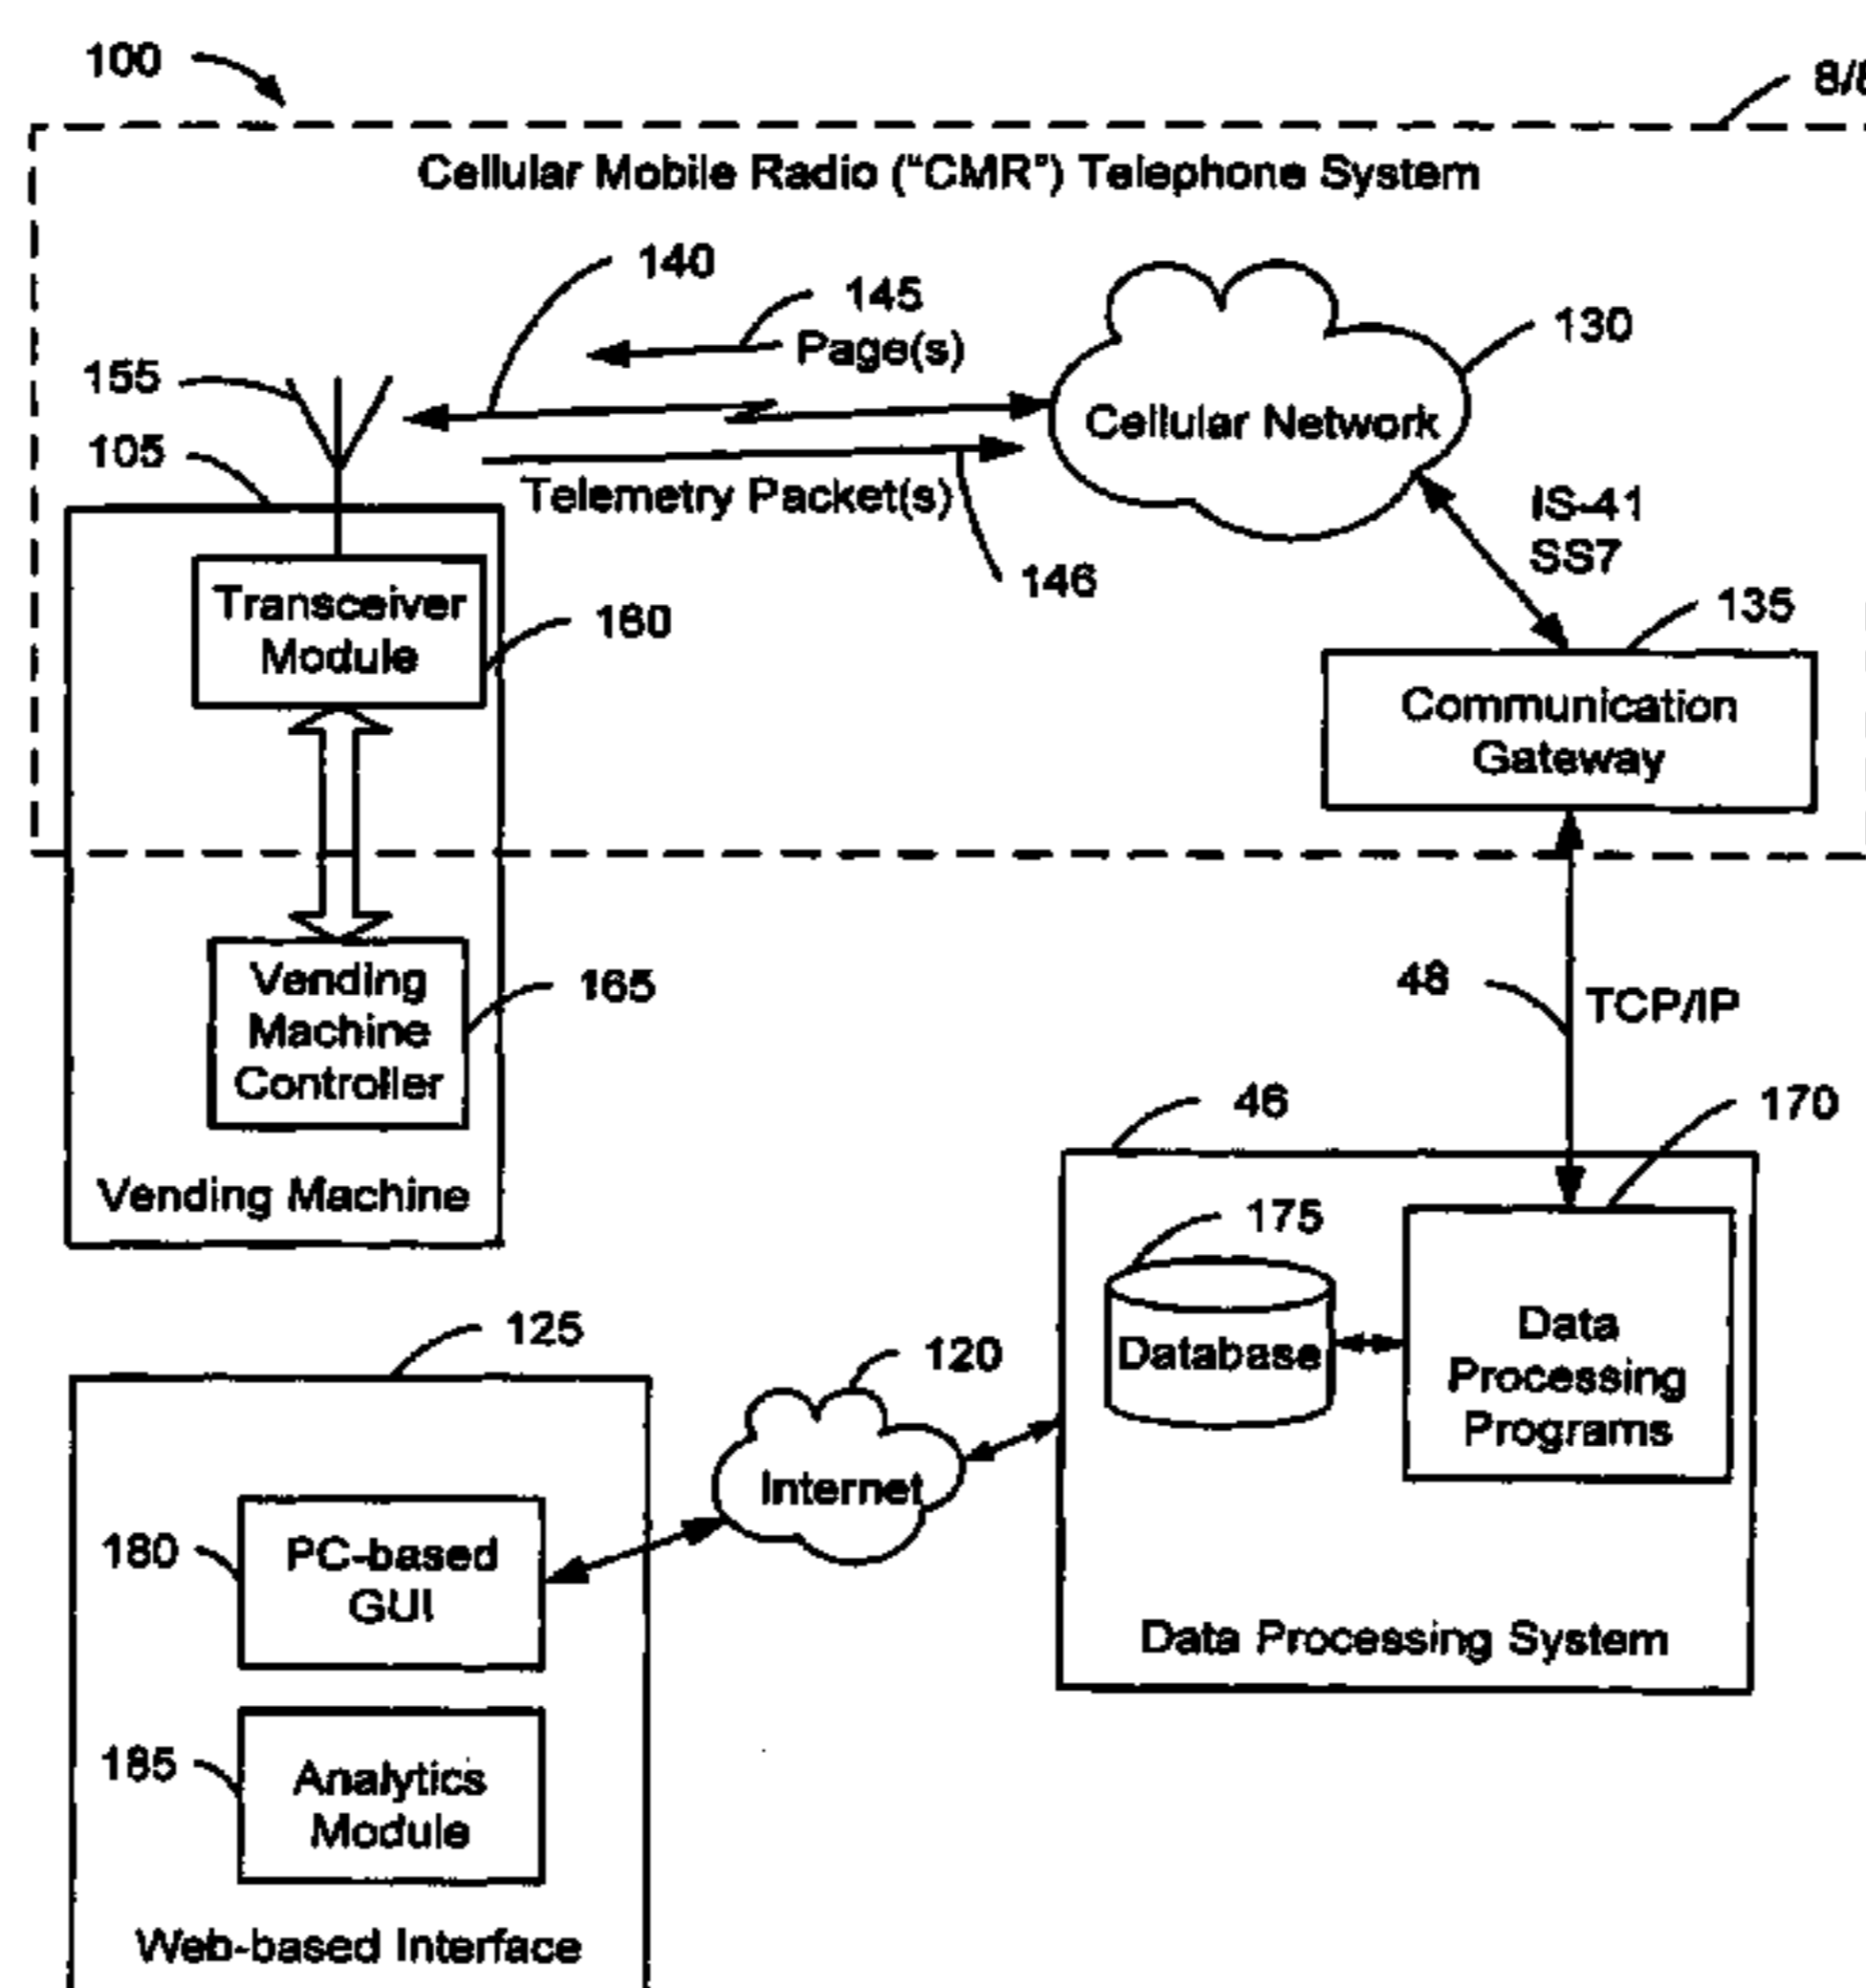 100
8/8
Cellular Mobile Radio ("CMR") Telephone System
140
145
Page(s)
130
155
Cellular Network
105
Telemetry Packet(s)
IS-41
SS7
146
Transceiver
Module
160
135
Communication
Gateway
Vending
Machine
Controller
165
48
TCP/IP
46
170
Vending Machine
175
Database
Data
Processing
Programs
125
120
Internet
180
PC-based
GUI
Data Processing System
185
Analytics
Module
Web-based Interface